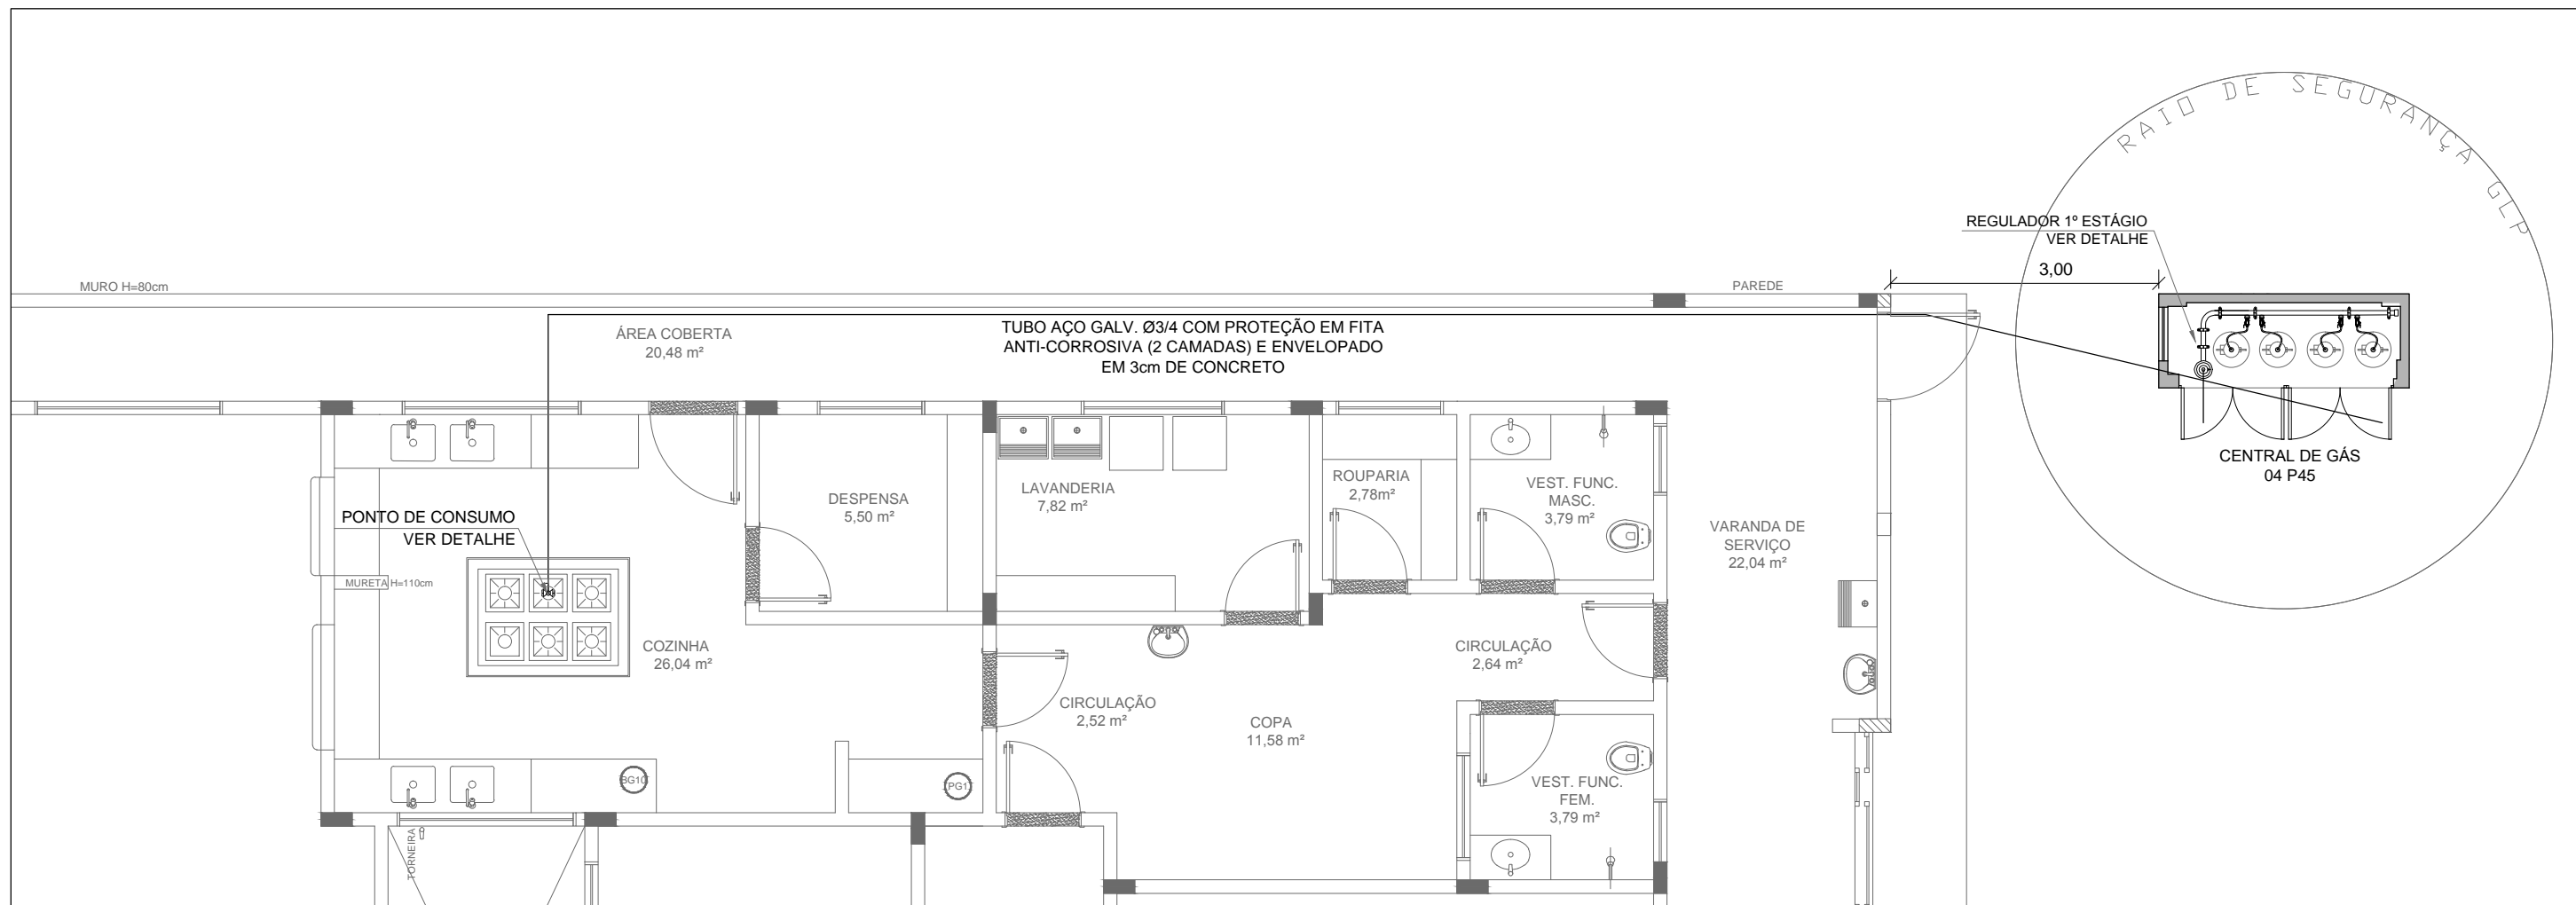 RAIO DE SEGURANÇA GLP
REGULADOR 1º ESTÁGIO
VER DETALHE
3,00
MURO H=80cm
PAREDE
ÁREA COBERTA
20,48 m²
TUBO AÇO GALV. Ø3/4 COM PROTEÇÃO EM FITA
ANTI-CORROSIVA (2 CAMADAS) E ENVELOPADO
EM 3cm DE CONCRETO
CENTRAL DE GÁS
04 P45
DESPENSA
5,50 m²
LAVANDERIA
7,82 m²
ROUPARIA
2,78m²
VEST. FUNC.
MASC.
3,79 m²
VARANDA DE
SERVIÇO
22,04 m²
PONTO DE CONSUMO
VER DETALHE
MURETA H=110cm
COZINHA
26,04 m²
CIRCULAÇÃO
2,64 m²
CIRCULAÇÃO
2,52 m²
COPA
11,58 m²
BG10
PG1
VEST. FUNC.
FEM.
3,79 m²
TORNEIRA